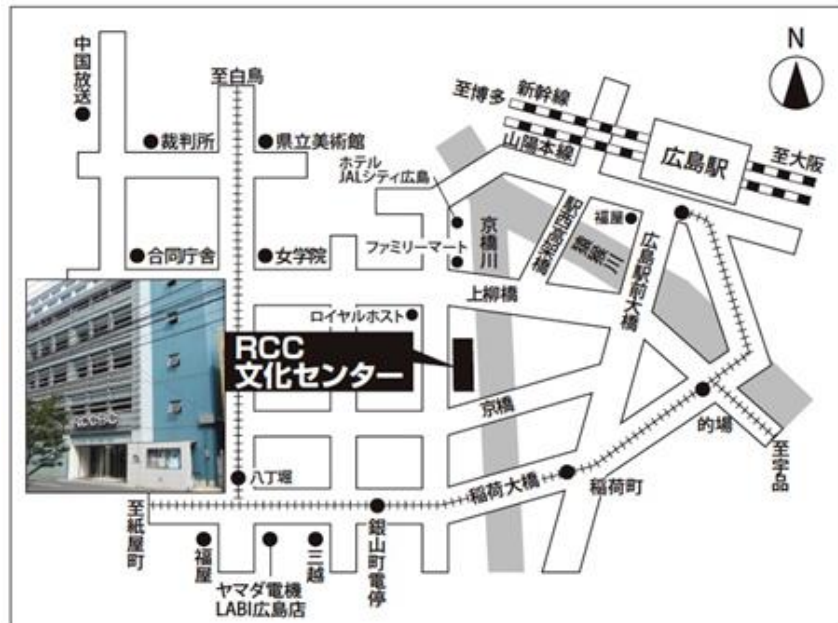 中国放送
至白島
裁判所
県立美術館
ホテル
JALシティ広島
至博多
新幹線
山陽本線
広島駅
至大阪
N
合同庁舎
女学院
ファミリーマート
京橋川
駅西高架橋
福屋
猿猴川
広島駅前大橋
上柳橋
ロイヤルホスト
RCC
文化センター
京橋
的場
至宇品
八丁堀
稲荷大橋
稲荷町
至紙屋町
福屋
ヤマダ電機
LABI広島店
三越
銀山町電停